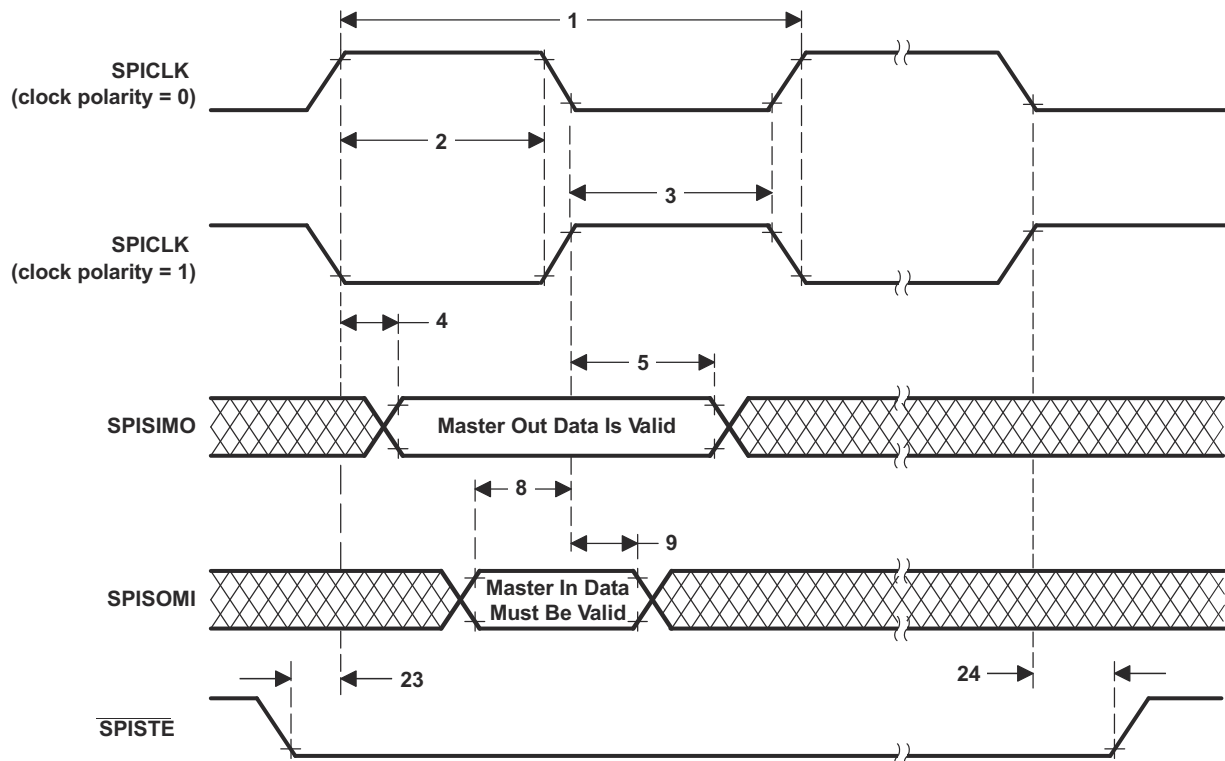 1
SPICLK
(clock polarity = 0)
2
3
SPICLK
(clock polarity = 1)
4
5
SPISIMO
Master Out Data Is Valid
8
9
SPISOMI
Master In Data
Must Be Valid
23
24
SPISTE